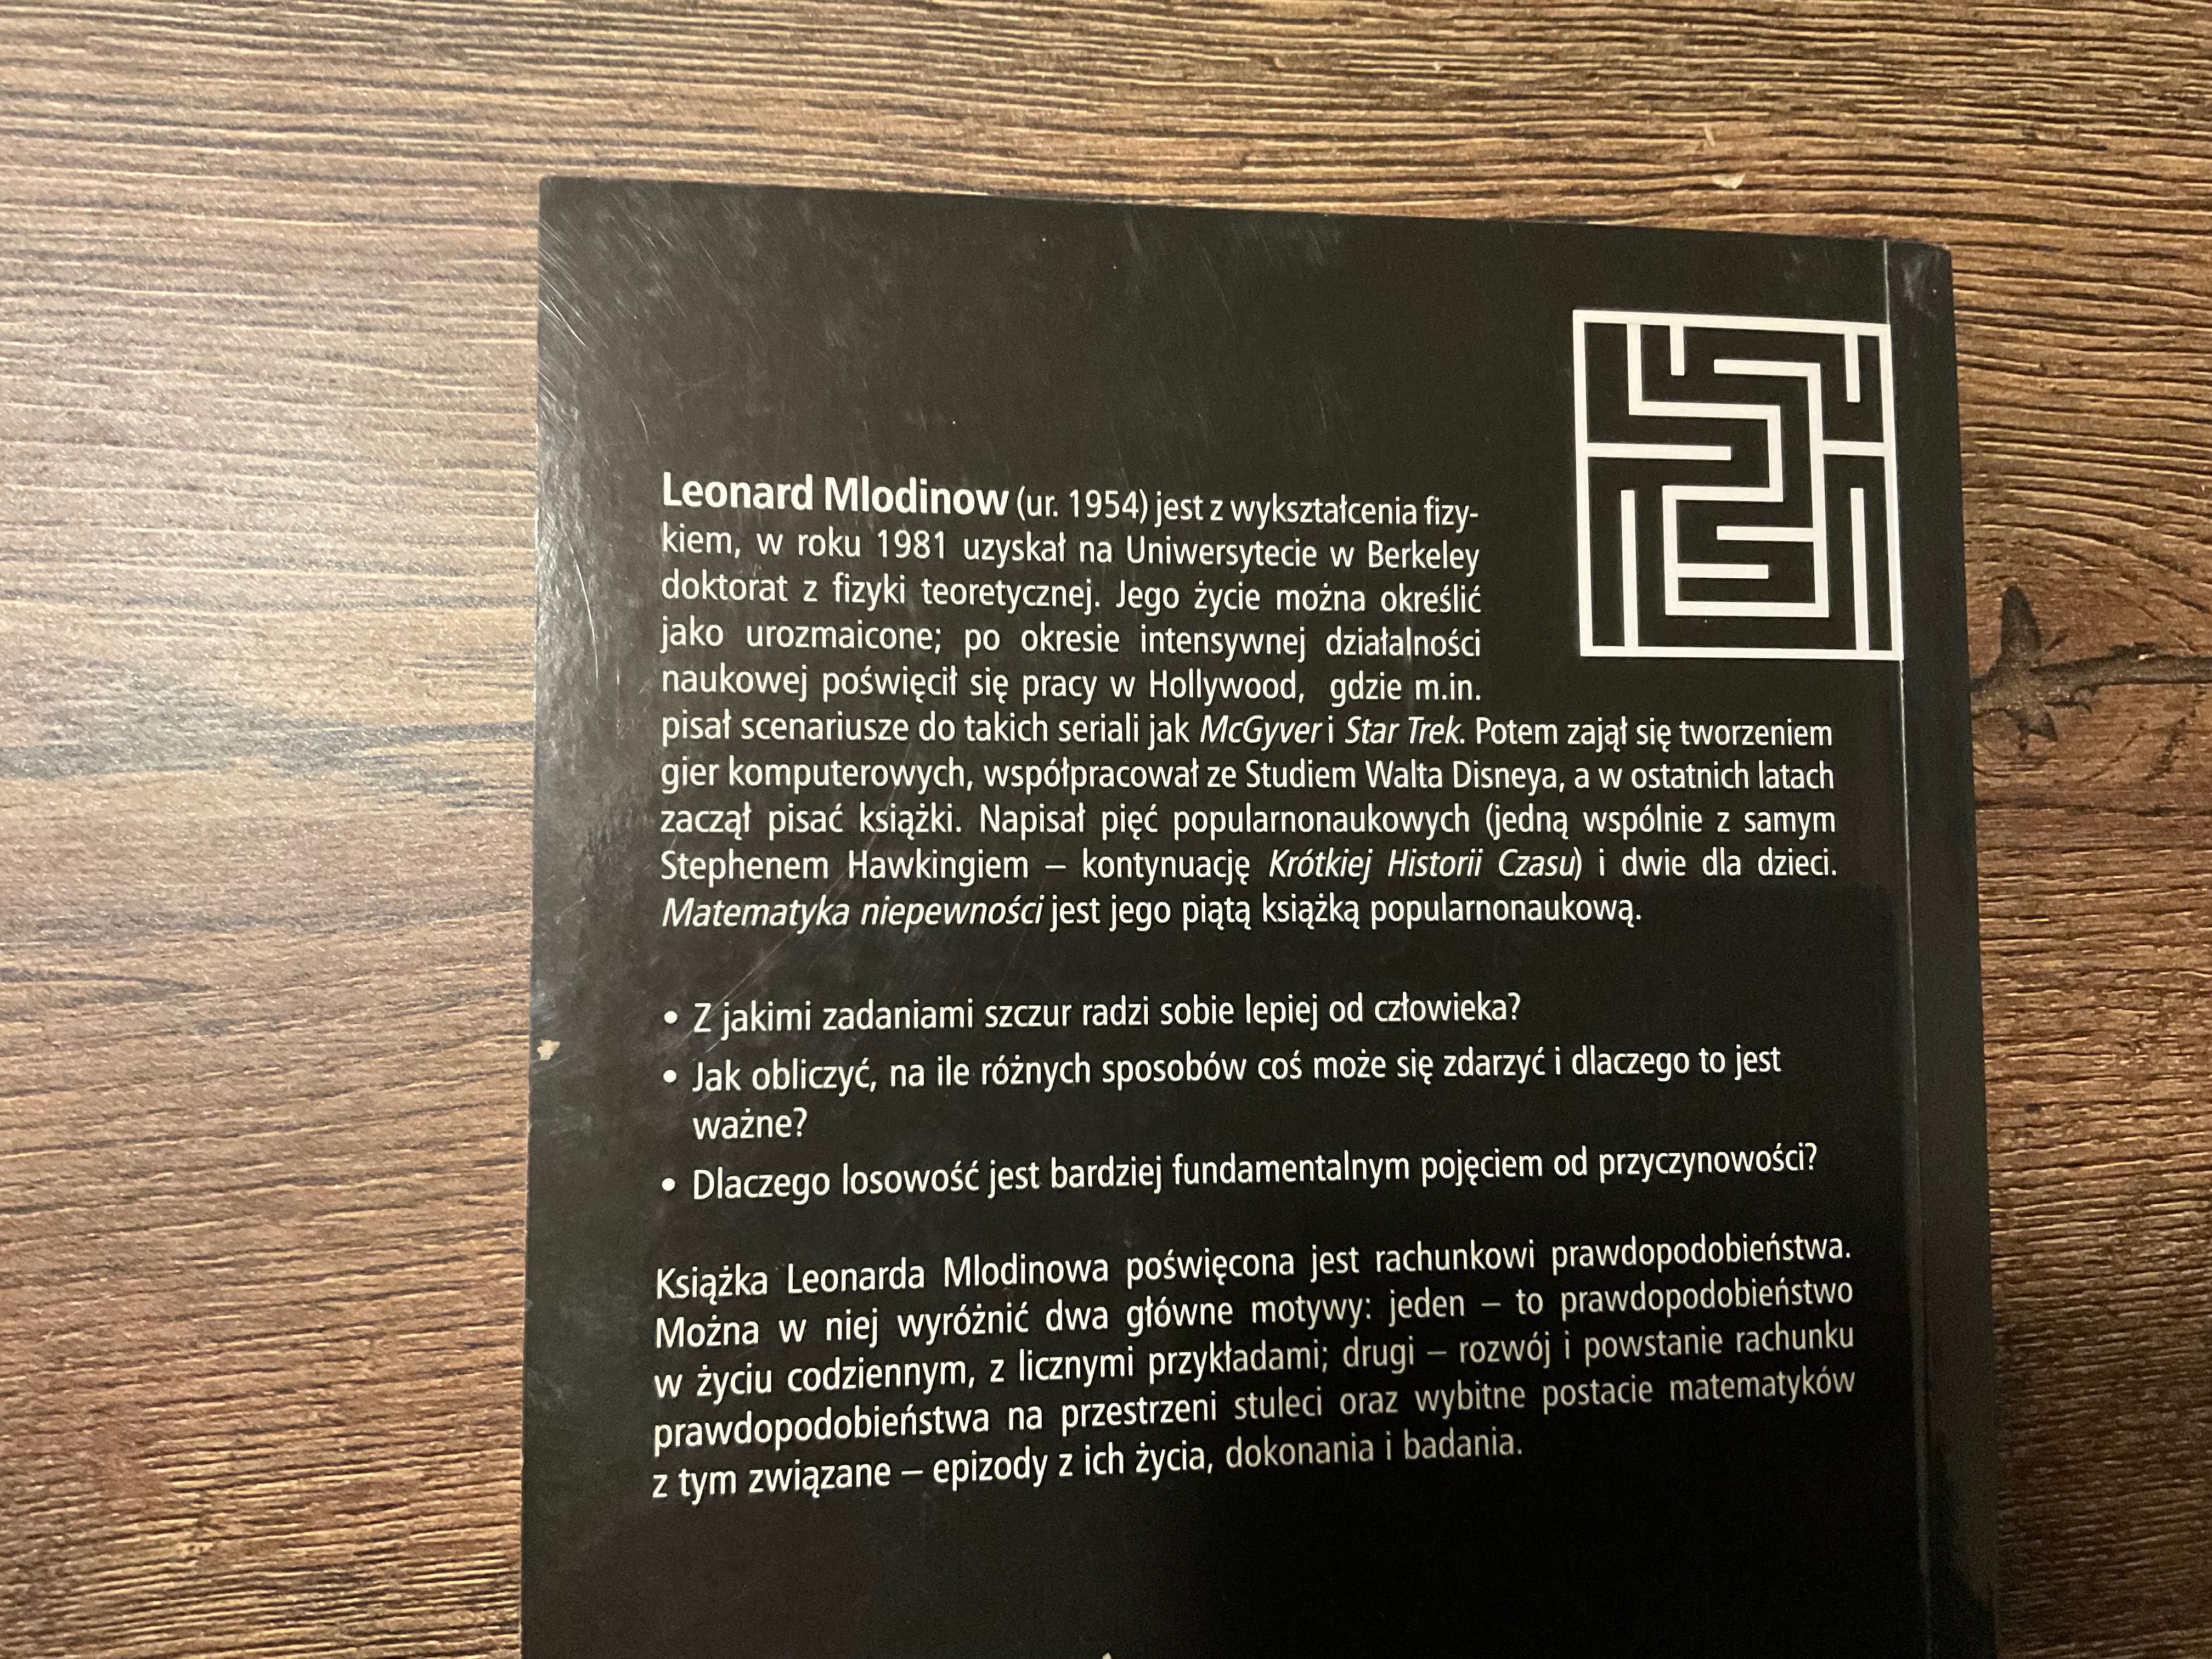 Leonard Mlodinow (ur. 1954) jest z wykształcenia fizy-
kiem, w roku 1981 uzyskał na Uniwersytecie w Berkeley
doktorat z fizyki teoretycznej. Jego życie można określić
jako urozmaicone; po okresie intensywnej działalności
naukowej poświęcił się pracy w Hollywood, gdzie m.in.
pisał scenariusze do takich seriali jak McGyver i Star Trek. Potem zajął się tworzeniem
gier komputerowych, współpracował ze Studiem Walta Disneya, a w ostatnich latach
zaczął pisać książki. Napisał pięć popularnonaukowych (jedną wspólnie z samym
Stephenem Hawkingiem – kontynuację Krótkiej Historii Czasu) i dwie dla dzieci.
Matematyka niepewności jest jego piątą książką popularnonaukową.
• Z jakimi zadaniami szczur radzi sobie lepiej od człowieka?
• Jak obliczyć, na ile różnych sposobów coś może się zdarzyć i dlaczego to jest
ważne?
• Dlaczego losowość jest bardziej fundamentalnym pojęciem od przyczynowości?
Książka Leonarda Mlodinowa poświęcona jest rachunkowi prawdopodobieństwa.
Można w niej wyróżnić dwa główne motywy: jeden – to prawdopodobieństwo
w życiu codziennym, z licznymi przykładami; drugi – rozwój i powstanie rachunku
prawdopodobieństwa na przestrzeni stuleci oraz wybitne postacie matematyków
z tym związane – epizody z ich życia, dokonania i badania.